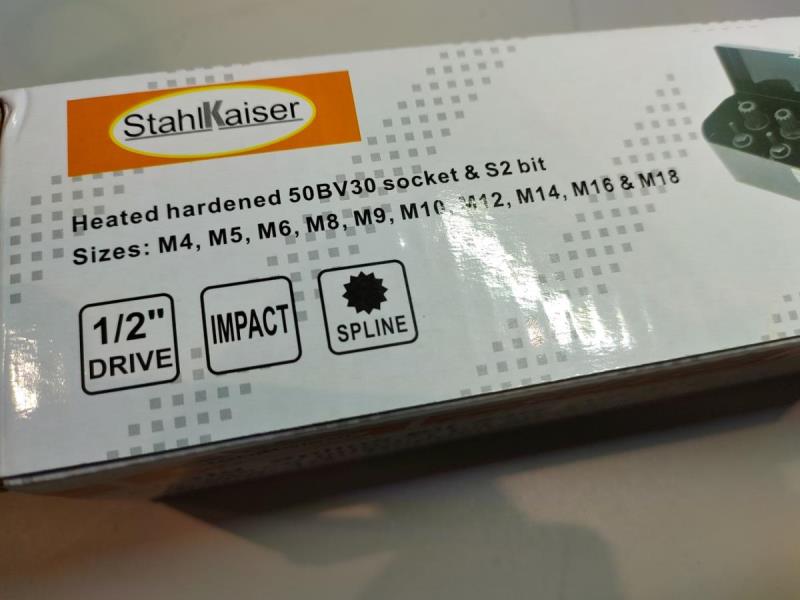 StahlKaiser
Heated hardened 50BV30 socket & S2 bit
Sizes: M4, M5, M6, M8, M9, M10, M12, M14, M16 & M18
1/2"
DRIVE
IMPACT
SPLINE